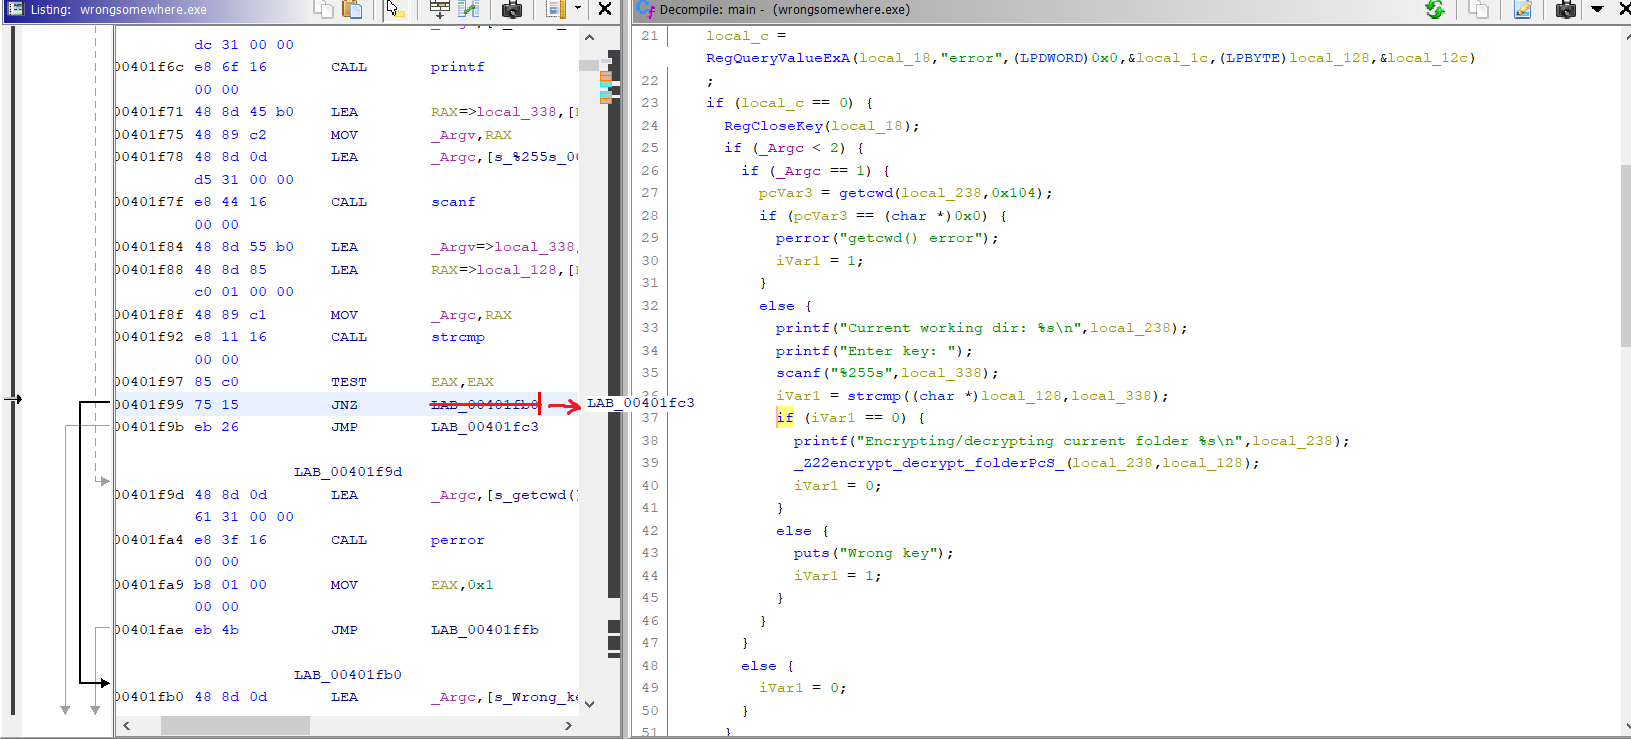 Listing: wrongsomewhere.exe
dc 31 00 00
00401f6c e8 6f 16 CALL printf
00 00
00401f71 48 8d 45 b0 LEA RAX=>local_338,[
00401f75 48 89 c2 MOV _Argv,RAX
00401f78 48 8d 0d LEA _Argc,[s_%255s_00
d5 31 00 00
00401f7f e8 44 16 CALL scanf
00 00
00401f84 48 8d 55 b0 LEA _Argv=>local_338,
00401f88 48 8d 85 LEA RAX=>local_128,[
c0 01 00 00
00401f8f 48 89 c1 MOV _Argc,RAX
00401f92 e8 11 16 CALL strcmp
00 00
00401f97 85 c0 TEST EAX,EAX
00401f99 75 15 JNZ LAB_00401fb0 LAB_00401fc3
00401f9b eb 26 JMP LAB_00401fc3
LAB_00401f9d
00401f9d 48 8d 0d LEA _Argc,[s_getcwd()
61 31 00 00
00401fa4 e8 3f 16 CALL perror
00 00
00401fa9 b8 01 00 MOV EAX,0x1
00 00
00401fae eb 4b JMP LAB_00401ffb
LAB_00401fb0
00401fb0 48 8d 0d LEA _Argc,[s_Wrong_ke
Decompile: main - (wrongsomewhere.exe)
21 local_c =
RegQueryValueExA(local_18,"error",(LPDWORD)0x0,&local_1c,(LPBYTE)local_128,&local_12c)
22 ;
23 if (local_c == 0) {
24 RegCloseKey(local_18);
25 if (_Argc < 2) {
26 if (_Argc == 1) {
27 pcVar3 = getcwd(local_238,0x104);
28 if (pcVar3 == (char *)0x0) {
29 perror("getcwd() error");
30 iVar1 = 1;
31 }
32 else {
33 printf("Current working dir: %s\n",local_238);
34 printf("Enter key: ");
35 scanf("%255s",local_338);
36 iVar1 = strcmp((char *)local_128,local_338);
37 if (iVar1 == 0) {
38 printf("Encrypting/decrypting current folder %s\n",local_238);
39 _Z22encrypt_decrypt_folderPcS_(local_238,local_128);
40 iVar1 = 0;
41 }
42 else {
43 puts("Wrong key");
44 iVar1 = 1;
45 }
46 }
47 }
48 else {
49 iVar1 = 0;
50 }
51 }